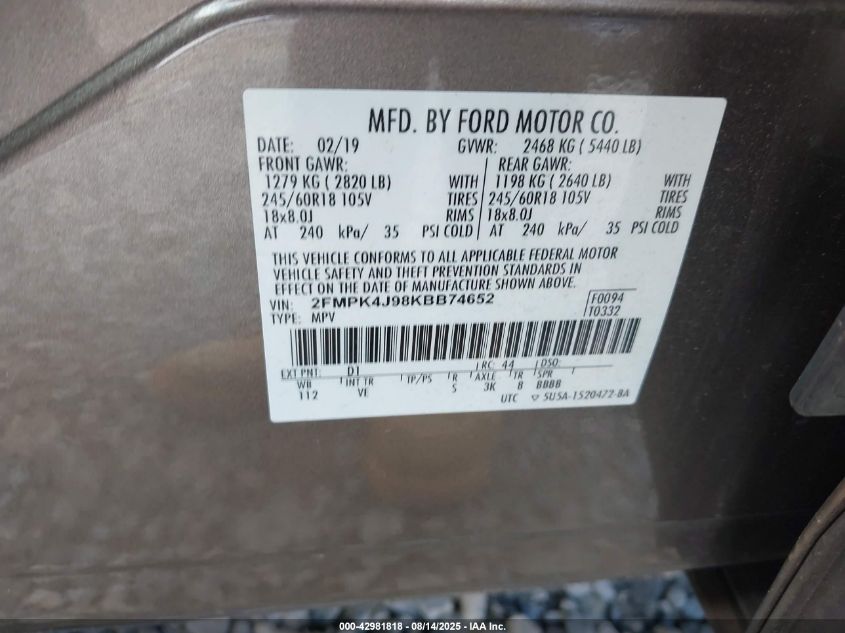 MFD. BY FORD MOTOR CO.
DATE: 02/19 GVWR: 2468 KG ( 5440 LB)
FRONT GAWR: REAR GAWR:
1279 KG ( 2820 LB) WITH 1198 KG ( 2640 LB) WITH
245/60R18 105V TIRES 245/60R18 105V TIRES
18x8.0J RIMS 18x8.0J RIMS
AT 240 kPa/ 35 PSI COLD AT 240 kPa/ 35 PSI COLD
THIS VEHICLE CONFORMS TO ALL APPLICABLE FEDERAL MOTOR
VEHICLE SAFETY AND THEFT PREVENTION STANDARDS IN
EFFECT ON THE DATE OF MANUFACTURE SHOWN ABOVE.
VIN: 2FMPK4J98KBB74652 F0094
TYPE: MPV T0332
EXT PNT: D1 RC: 44 DSO:
WB INT TR TP/PS R AXLE TR SPR
112 VE S 3K 8 BBBB
UTC ▽ 5U5A-1520472-BA
000-42981818 - 08/14/2025 - IAA, Inc.